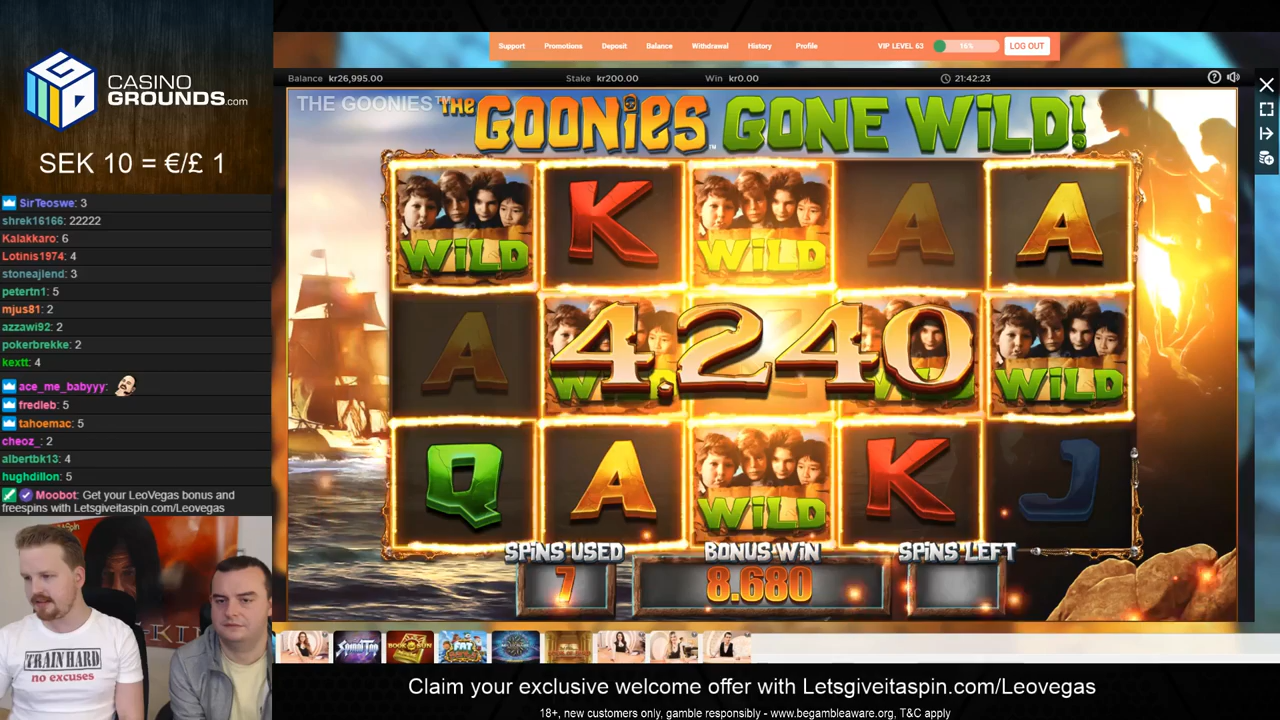 CASINO
GROUNDS.com
SEK 10 = €/£ 1
SirTeoswe: 3
shrek16166: 22222
Kalakkaro: 6
Lotinis1974: 4
stoneajlend: 3
petertn1: 5
mjus81: 2
azzawi92: 2
pokerbrekke: 2
kextt: 4
ace_me_babyyy:
fredleb: 5
tahoemac: 5
cheoz_: 2
albertbk13: 4
hughdillon: 5
Moobot: Get your LeoVegas bonus and
freespins with Letsgiveitaspin.com/Leovegas
TRAIN HARD
no excuses
Support Promotions Deposit Balance Withdrawal History Profile VIP LEVEL 63 15% LOG OUT
Balance kr26,995.00 Stake kr200.00 Win kr0.00 21:42:23
THE GOONIES™
THE GOONIES™ GONE WILD!
WILD K WILD A A
A WILD 4.240 WILD WILD
Q A WILD K J
SPINS USED BONUS WIN SPINS LEFT
7 8.680
Claim your exclusive welcome offer with Letsgiveitaspin.com/Leovegas
18+, new customers only, gamble responsibly - www.begambleaware.org, T&C apply